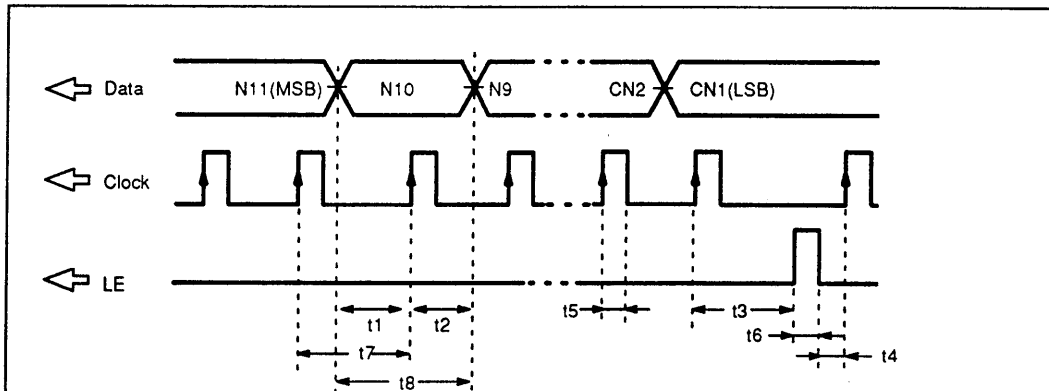 Data N11(MSB) N10 N9 CN2 CN1(LSB)
Clock
LE
t1 t2 t5 t3
t7 t6 t4
t8